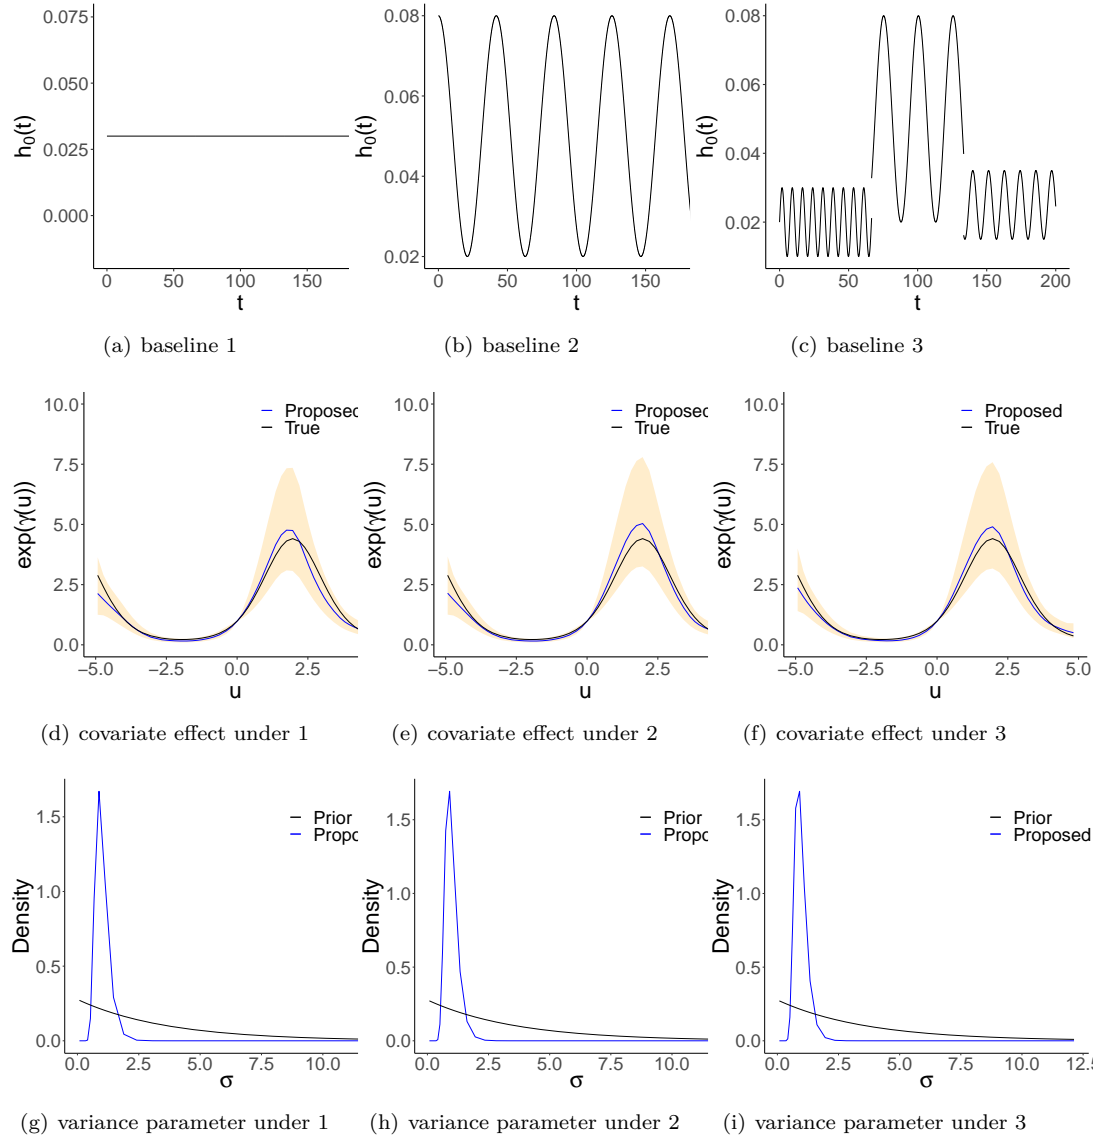 h₀(t)
0.075
0.050
0.025
0.000
0 50 100 150
t
(a) baseline 1
h₀(t)
0.08
0.06
0.04
0.02
0 50 100 150
t
(b) baseline 2
h₀(t)
0.08
0.06
0.04
0.02
0 50 100 150 200
t
(c) baseline 3
exp(γ(u))
10.0
7.5
5.0
2.5
0.0
Proposed
True
−5.0 −2.5 0.0 2.5
u
(d) covariate effect under 1
exp(γ(u))
10.0
7.5
5.0
2.5
0.0
Proposed
True
−5.0 −2.5 0.0 2.5
u
(e) covariate effect under 2
exp(γ(u))
10.0
7.5
5.0
2.5
0.0
Proposed
True
−5.0 −2.5 0.0 2.5 5.0
u
(f) covariate effect under 3
Density
1.5
1.0
0.5
0.0
Prior
Propo
0.0 2.5 5.0 7.5 10.0
σ
(g) variance parameter under 1
Density
1.5
1.0
0.5
0.0
Prior
Propo
0.0 2.5 5.0 7.5 10.0
σ
(h) variance parameter under 2
Density
1.5
1.0
0.5
0.0
Prior
Proposed
0.0 2.5 5.0 7.5 10.0 12.5
σ
(i) variance parameter under 3